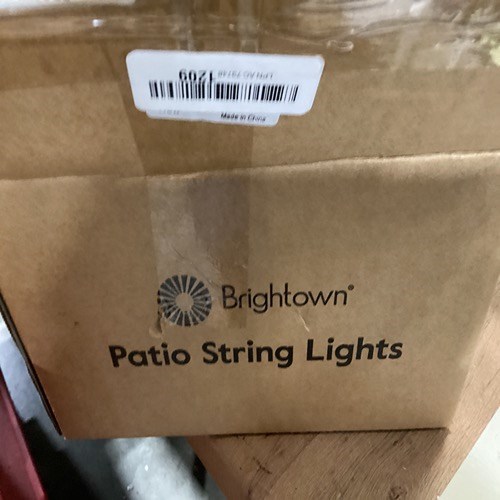 1209
Made in China
Brightown®
Patio String Lights